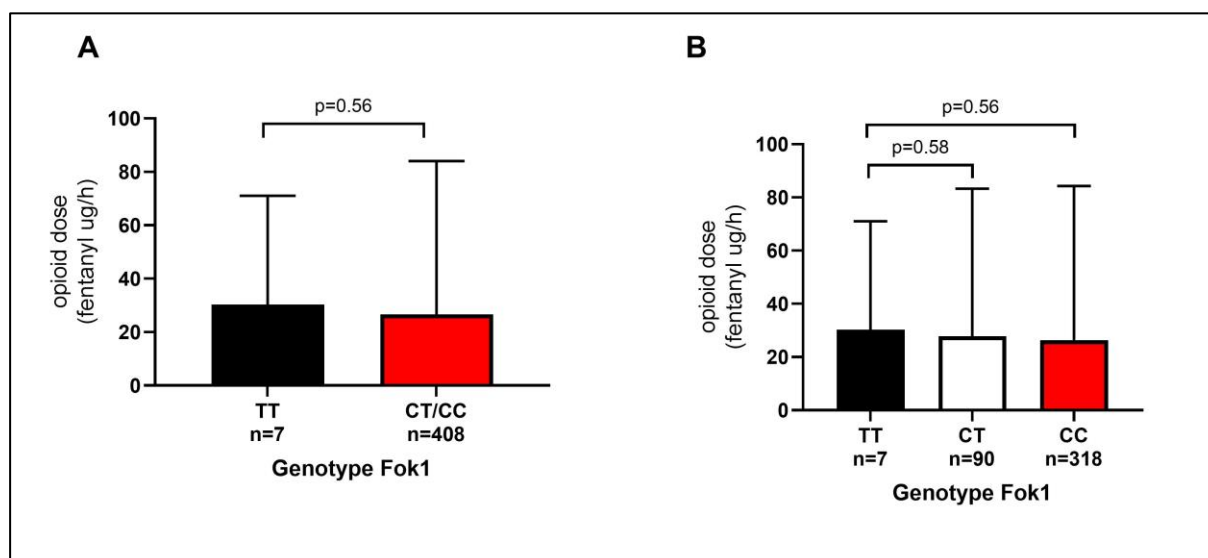 A
p=0.56
100
80
60
40
20
0
opioid dose
(fentanyl ug/h)
TT
n=7
CT/CC
n=408
Genotype Fok1
B
p=0.56
p=0.58
100
80
60
40
20
0
opioid dose
(fentanyl ug/h)
TT
n=7
CT
n=90
CC
n=318
Genotype Fok1